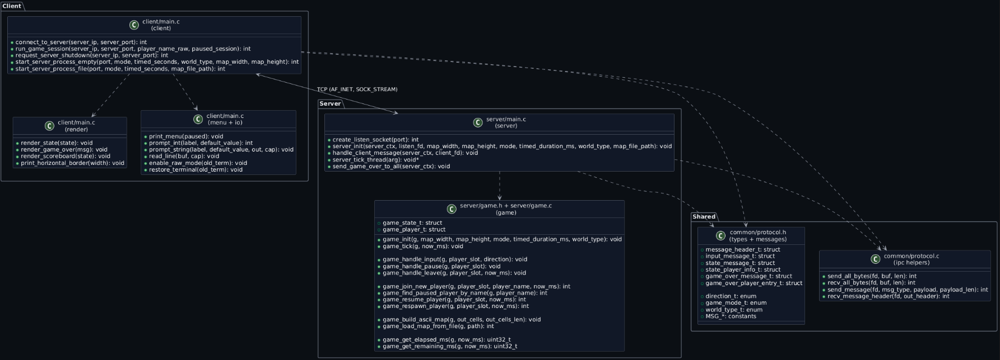 Client
C
client/main.c
(client)
connect_to_server(server_ip, server_port): int
run_game_session(server_ip, server_port, player_name_raw, paused_session): int
request_server_shutdown(server_ip, server_port): int
start_server_process_empty(port, mode, timed_seconds, world_type, map_width, map_height): int
start_server_process_file(port, mode, timed_seconds, map_file_path): int
C
client/main.c
(render)
render_state(state): void
render_game_over(msg): void
render_scoreboard(state): void
print_horizontal_border(width): void
C
client/main.c
(menu + io)
print_menu(paused): void
prompt_int(label, default_value): int
prompt_string(label, default_value, out, cap): void
read_line(buf, cap): void
enable_raw_mode(old_term): void
restore_terminal(old_term): void
TCP (AF_INET, SOCK_STREAM)
Server
C
server/main.c
(server)
create_listen_socket(port): int
server_init(server_ctx, listen_fd, map_width, map_height, mode, timed_duration_ms, world_type, map_file_path): void
handle_client_message(server_ctx, client_fd): void
server_tick_thread(arg): void*
send_game_over_to_all(server_ctx): void
C
server/game.h + server/game.c
(game)
game_state_t: struct
game_player_t: struct
game_init(g, map_width, map_height, mode, timed_duration_ms, world_type): void
game_tick(g, now_ms): void
game_handle_input(g, player_slot, direction): void
game_handle_pause(g, player_slot): void
game_handle_leave(g, player_slot, now_ms): void
game_join_new_player(g, player_slot, player_name, now_ms): int
game_find_paused_player_by_name(g, player_name): int
game_resume_player(g, player_slot, now_ms): int
game_respawn_player(g, player_slot, now_ms): int
game_build_ascii_map(g, out_cells, out_cells_len): void
game_load_map_from_file(g, path): int
game_get_elapsed_ms(g, now_ms): uint32_t
game_get_remaining_ms(g, now_ms): uint32_t
Shared
C
common/protocol.h
(types + messages)
message_header_t: struct
input_message_t: struct
state_message_t: struct
state_player_info_t: struct
game_over_message_t: struct
game_over_player_entry_t: struct
direction_t: enum
game_mode_t: enum
world_type_t: enum
MSG_*: constants
C
common/protocol.c
(ipc helpers)
send_all_bytes(fd, buf, len): int
recv_all_bytes(fd, buf, len): int
send_message(fd, msg_type, payload, payload_len): int
recv_message_header(fd, out_header): int